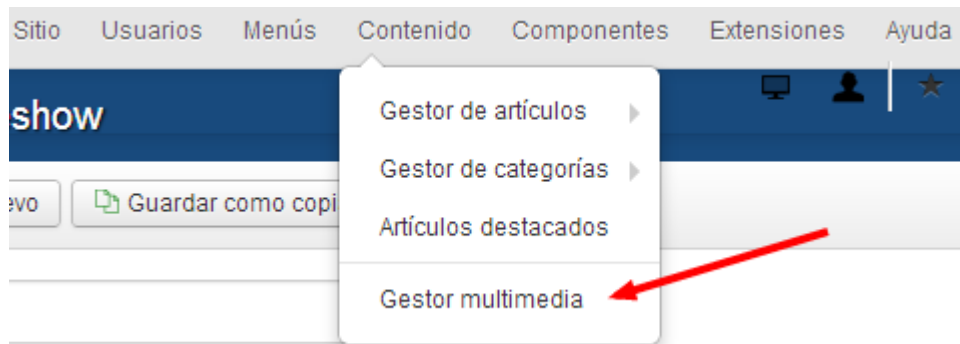 Sitio Usuarios Menús Contenido Componentes Extensiones Ayuda
show
Gestor de artículos
Gestor de categorías
evo Guardar como copi
Artículos destacados
Gestor multimedia